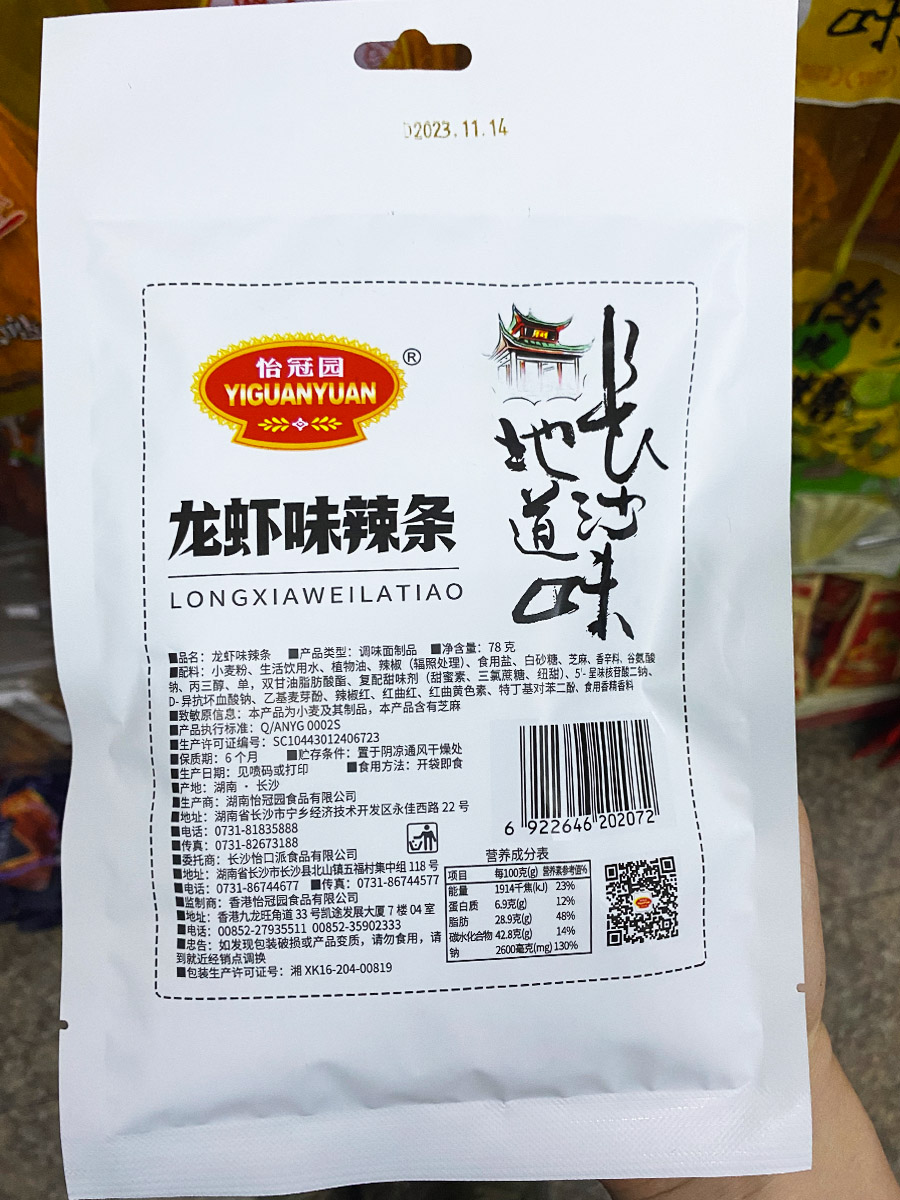 D2023.11.14
怡冠园
®
YIGUANYUAN
长沙味
地道
龙虾味辣条
LONGXIAWEILATIAO
■品名：龙虾味辣条 ■产品类型：调味面制品 ■净含量：78 克
■配料：小麦粉、生活饮用水、植物油、辣椒（辐照处理）、食用盐、白砂糖、芝麻、香辛料、谷氨酸
钠、丙三醇、单，双甘油脂肪酸酯、复配甜味剂（甜蜜素、三氯蔗糖、纽甜）、5'-呈味核苷酸二钠、
D-异抗坏血酸钠、乙基麦芽酚、辣椒红、红曲红、红曲黄色素、特丁基对苯二酚、食用香精香料
■致敏原信息：本产品为小麦及其制品，本产品含有芝麻
■产品执行标准：Q/ANYG 0002S
■生产许可证编号：SC10443012406723
■保质期：6 个月 ■贮存条件：置于阴凉通风干燥处
■生产日期：见喷码或打印 ■食用方法：开袋即食
■产地：湖南 · 长沙
■生产商：湖南怡冠园食品有限公司
■地址：湖南省长沙市宁乡经济技术开发区永佳西路 22 号
■电话：0731-81835888
■传真：0731-82673188
■委托商：长沙怡口派食品有限公司
■地址：湖南省长沙市长沙县北山镇五福村集中组 118 号
■电话：0731-86744677 ■传真：0731-86744577
■监制商：香港怡冠园食品有限公司
■地址：香港九龙旺角道 33 号凯途发展大厦 7 楼 04 室
■电话：00852-27935511 00852-35902333
■忠告：如发现包装破损或产品变质，请勿食用，请
到就近经销点调换
■包装生产许可证号：湘 XK16-204-00819
6 922646 202072
营养成分表
项目 每100克(g) 营养素参考值%
能量 1914千焦(kJ) 23%
蛋白质 6.9克(g) 12%
脂肪 28.9克(g) 48%
碳水化合物 42.8克(g) 14%
钠 2600毫克(mg) 130%
味
陈